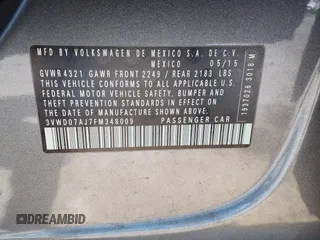 MFD. BY VOLKSWAGEN DE MEXICO S.A. DE C.V.
MEXICO 05/15
GVWR 4321 GAWR FRONT 2249 / REAR 2183 LBS
THIS VEHICLE CONFORMS TO ALL APPLICABLE
FEDERAL MOTOR VEHICLE SAFETY, BUMPER AND
THEFT PREVENTION STANDARDS IN EFFECT ON THE
DATE OF MANUFACTURE SHOWN ABOVE
3VWD07AJ7FM348009 PASSENGER CAR
1937026 3018 M
DREAMBID